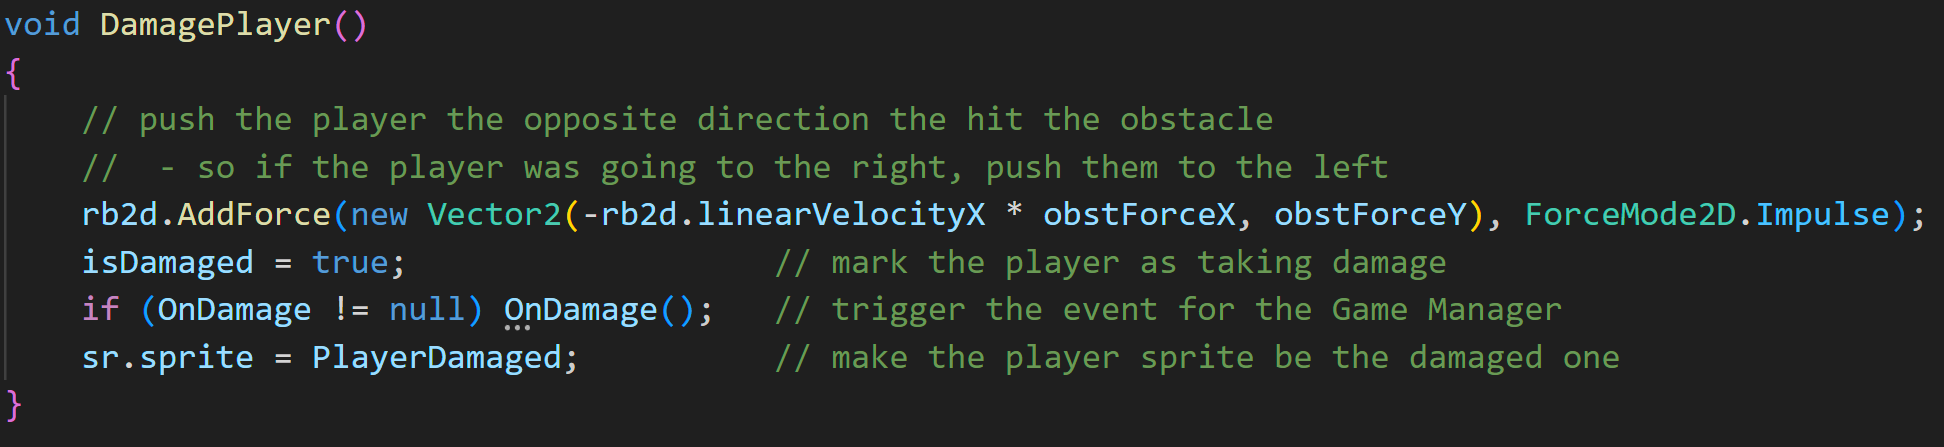 void DamagePlayer()
{
    // push the player the opposite direction the hit the obstacle
    //  - so if the player was going to the right, push them to the left
    rb2d.AddForce(new Vector2(-rb2d.linearVelocityX * obstForceX, obstForceY), ForceMode2D.Impulse);
    isDamaged = true;                   // mark the player as taking damage
    if (OnDamage != null) OnDamage();   // trigger the event for the Game Manager
    sr.sprite = PlayerDamaged;          // make the player sprite be the damaged one
}